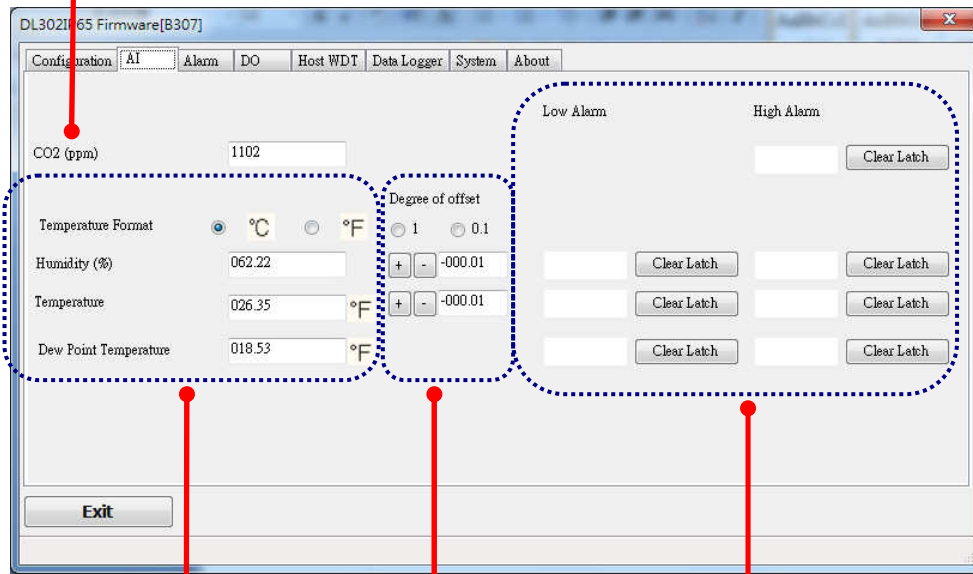 DL302IP65 Firmware[B307]
Configuration AI Alarm DO Host WDT Data Logger System About
Low Alarm High Alarm
CO2 (ppm) 1102 Clear Latch
Degree of offset
Temperature Format °C °F 1 0.1
Humidity (%) 062.22 + - -000.01 Clear Latch Clear Latch
Temperature 026.35 °F + - -000.01 Clear Latch Clear Latch
Dew Point Temperature 018.53 °F Clear Latch Clear Latch
Exit